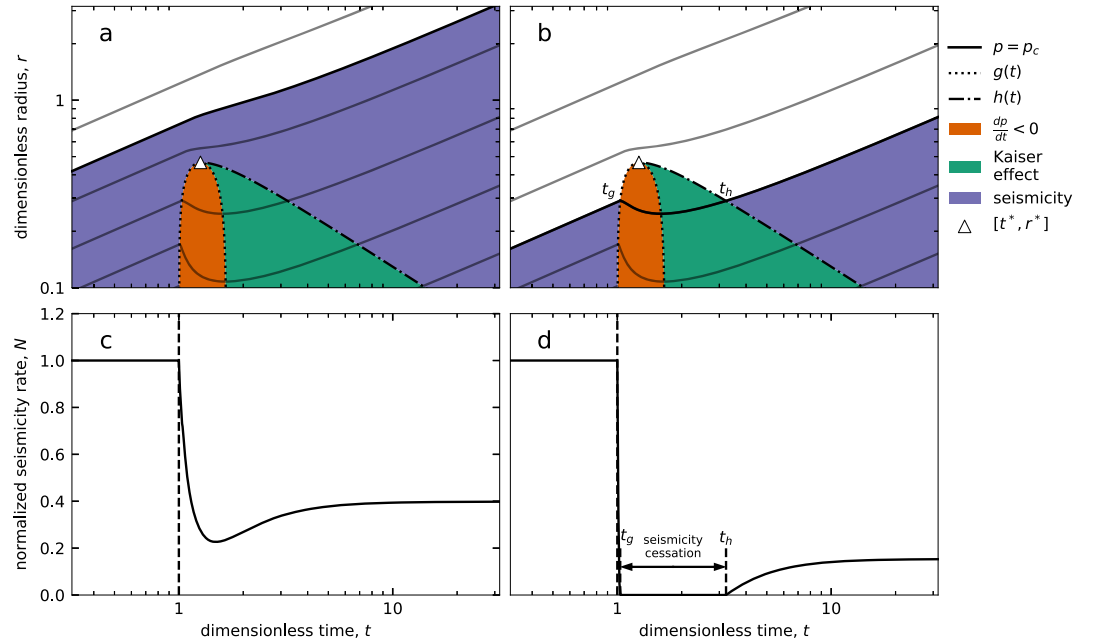 a
b
dimensionless radius, r
1
0.1
t_g
t_h
p = p_c
g(t)
h(t)
dp/dt < 0
Kaiser
effect
seismicity
[t*, r*]
c
d
normalized seismicity rate, N
1.2
1.0
0.8
0.6
0.4
0.2
0.0
t_g
seismicity
cessation
t_h
1
10
1
10
dimensionless time, t
dimensionless time, t